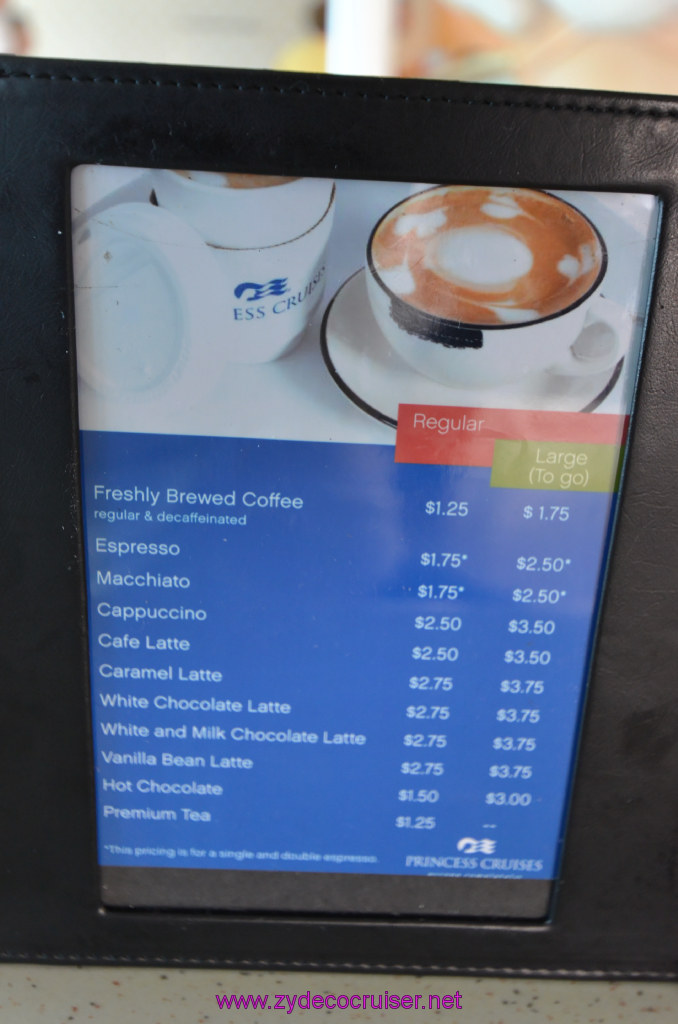 ESS CRUISES
Regular
Large
(To go)
Freshly Brewed Coffee $1.25 $1.75
regular & decaffeinated
Espresso $1.75* $2.50*
Macchiato $1.75* $2.50*
Cappuccino $2.50 $3.50
Cafe Latte $2.50 $3.50
Caramel Latte $2.75 $3.75
White Chocolate Latte $2.75 $3.75
White and Milk Chocolate Latte $2.75 $3.75
Vanilla Bean Latte $2.75 $3.75
Hot Chocolate $1.50 $3.00
Premium Tea $1.25 --
*This pricing is for a single and double espresso.
PRINCESS CRUISES
www.zydecocruiser.net